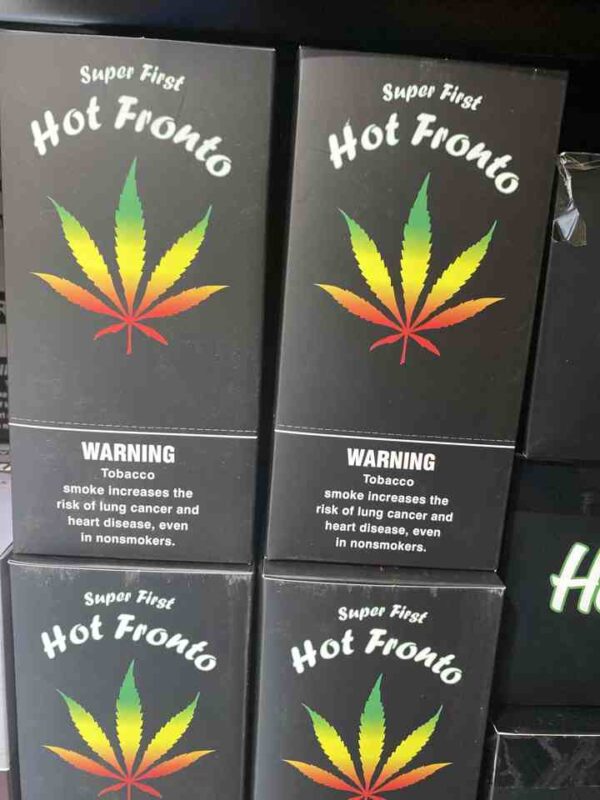 Super First
Hot Fronto
WARNING
Tobacco
smoke increases the
risk of lung cancer and
heart disease, even
in nonsmokers.
Super First
Hot Fronto
WARNING
Tobacco
smoke increases the
risk of lung cancer and
heart disease, even
in nonsmokers.
Super First
Hot Fronto
Super First
Hot Fronto